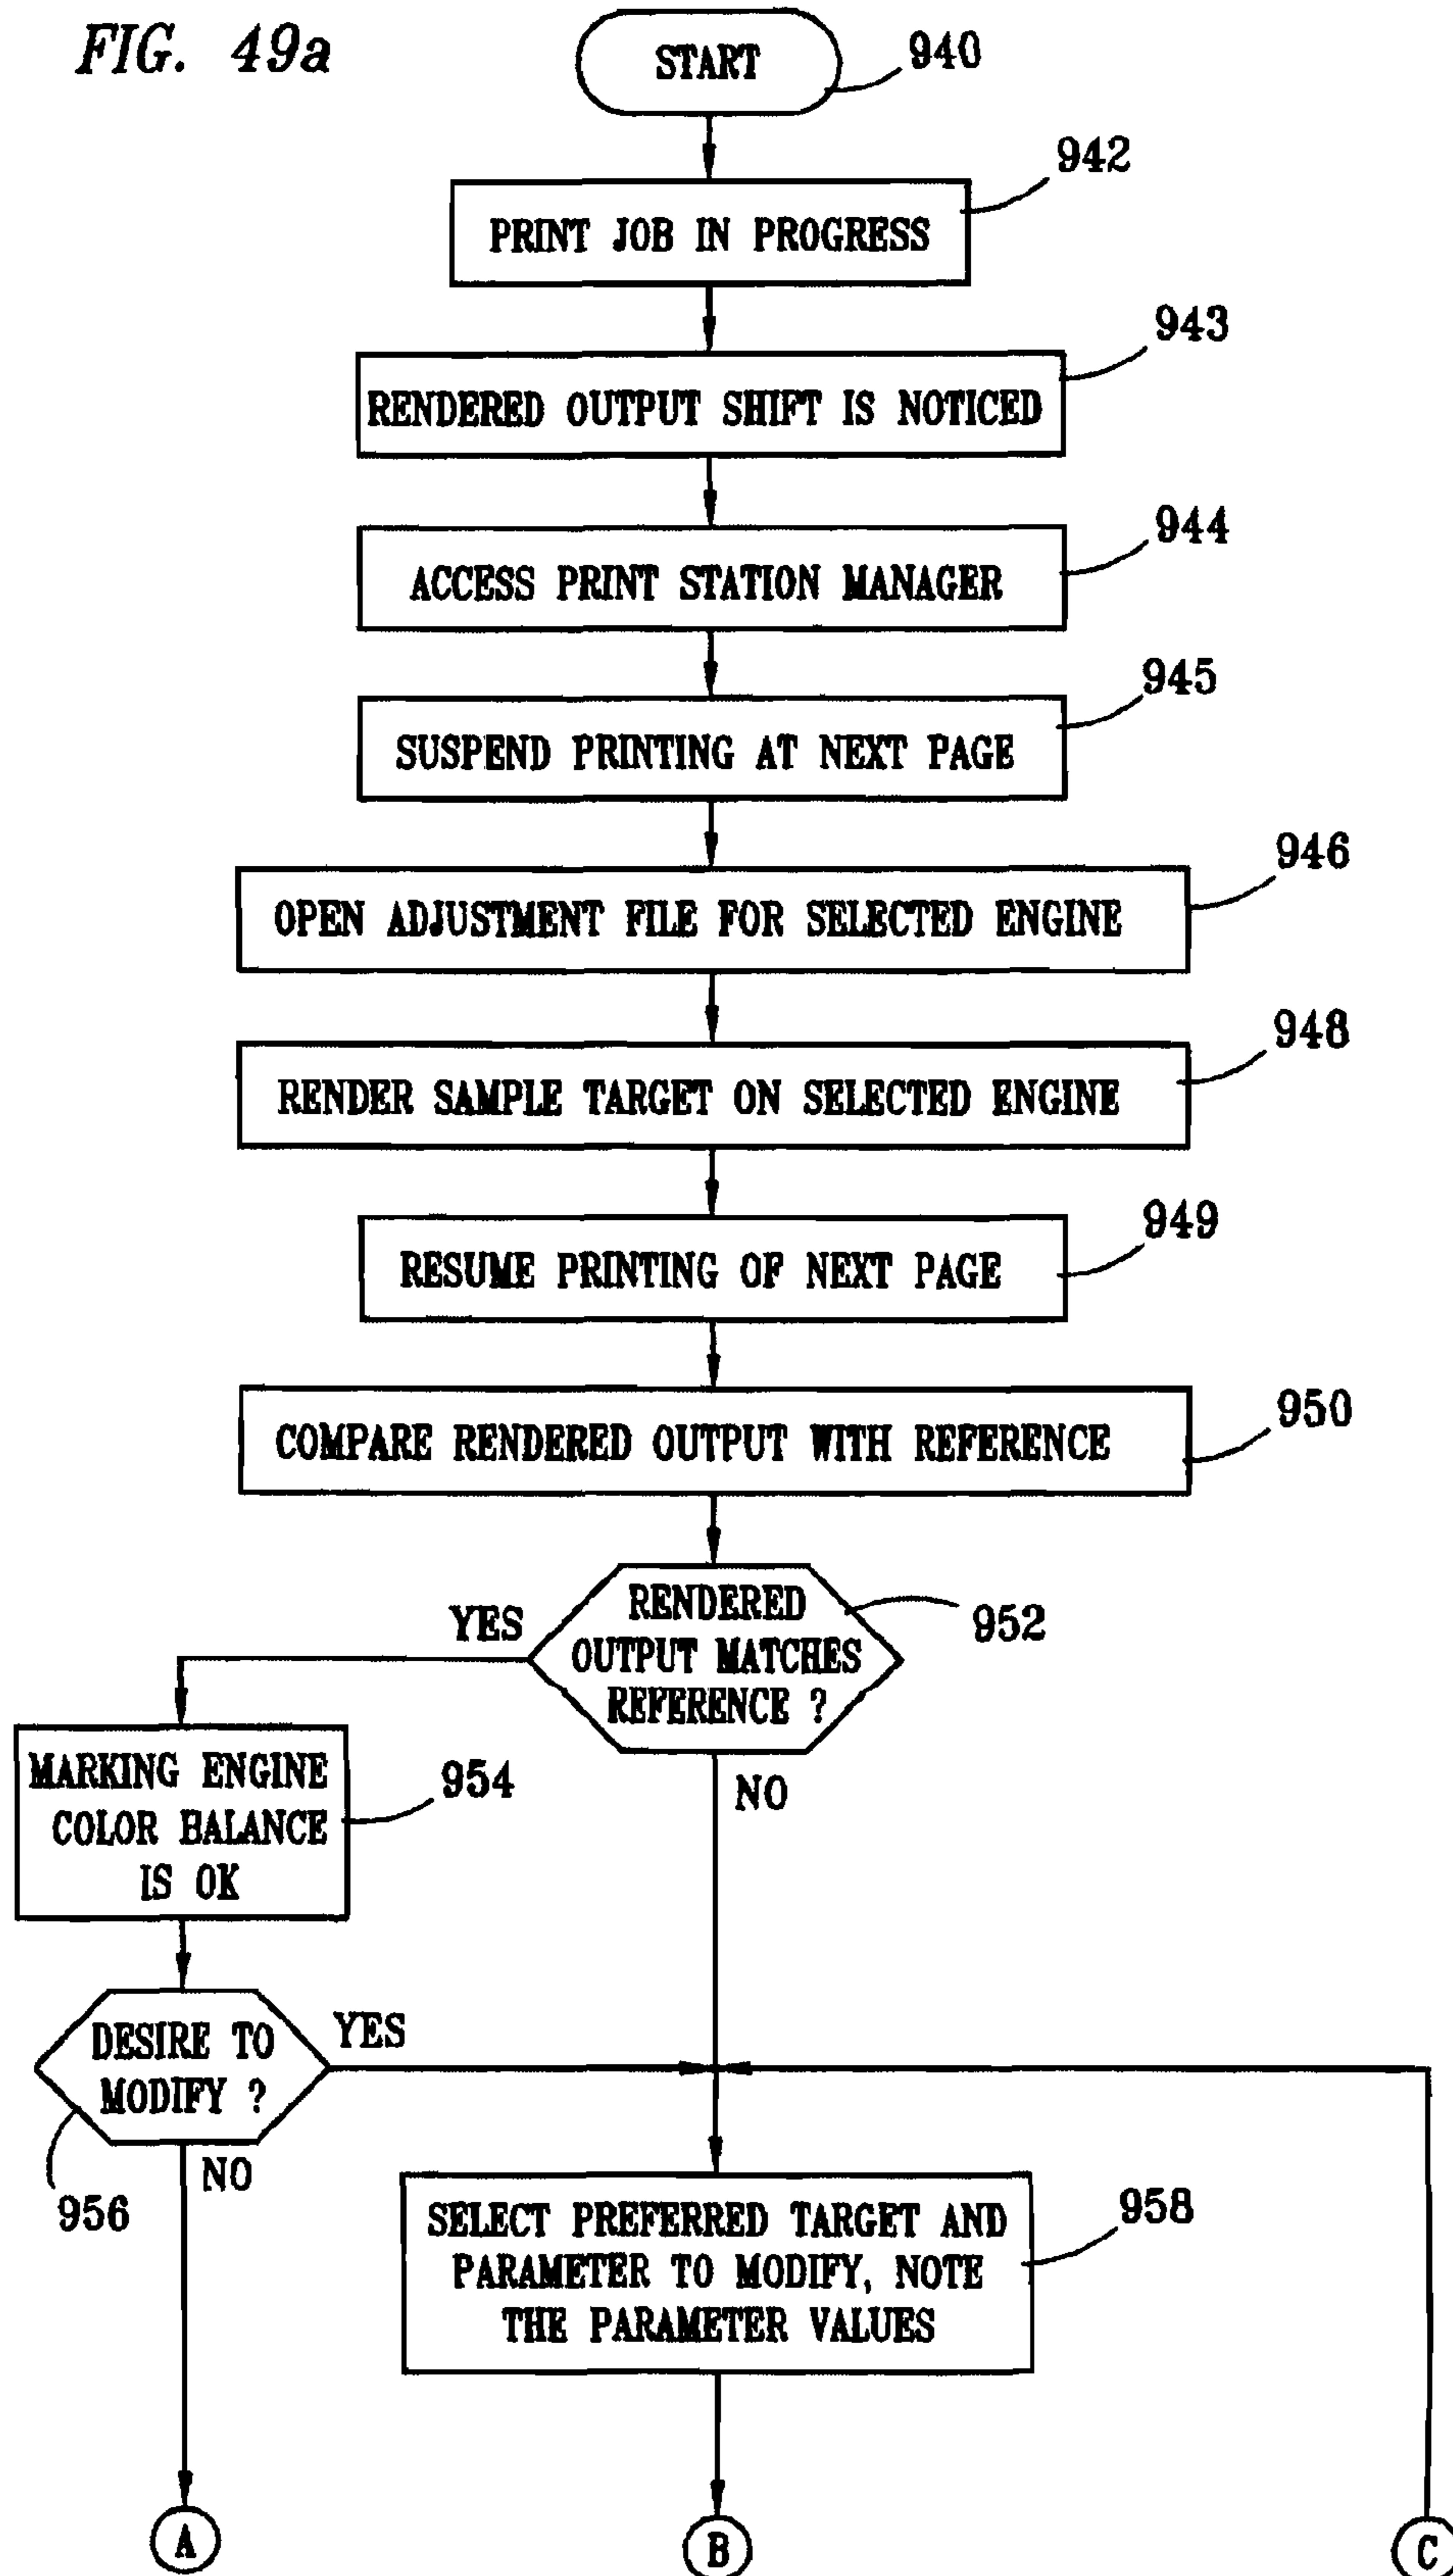 FIG. 49a
START
940
942
PRINT JOB IN PROGRESS
943
RENDERED OUTPUT SHIFT IS NOTICED
944
ACCESS PRINT STATION MANAGER
945
SUSPEND PRINTING AT NEXT PAGE
946
OPEN ADJUSTMENT FILE FOR SELECTED ENGINE
948
RENDER SAMPLE TARGET ON SELECTED ENGINE
949
RESUME PRINTING OF NEXT PAGE
950
COMPARE RENDERED OUTPUT WITH REFERENCE
952
RENDERED
OUTPUT MATCHES
REFERENCE ?
YES
NO
MARKING ENGINE
COLOR BALANCE
IS OK
954
DESIRE TO
MODIFY ?
YES
NO
956
958
SELECT PREFERRED TARGET AND
PARAMETER TO MODIFY, NOTE
THE PARAMETER VALUES
A
B
C